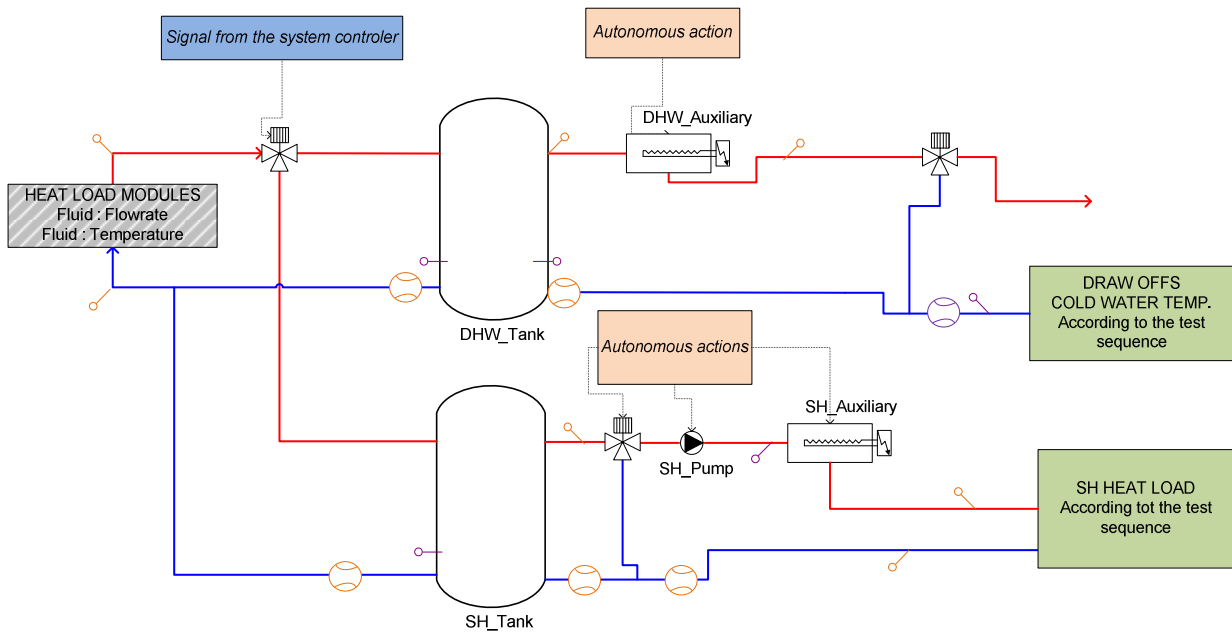 Signal from the system controler
Autonomous action
DHW_Auxiliary
HEAT LOAD MODULES
Fluid : Flowrate
Fluid : Temperature
DHW_Tank
DRAW OFFS
COLD WATER TEMP.
According to the test
sequence
Autonomous actions
SH_Auxiliary
SH_Pump
SH HEAT LOAD
According tot the test
sequence
SH_Tank